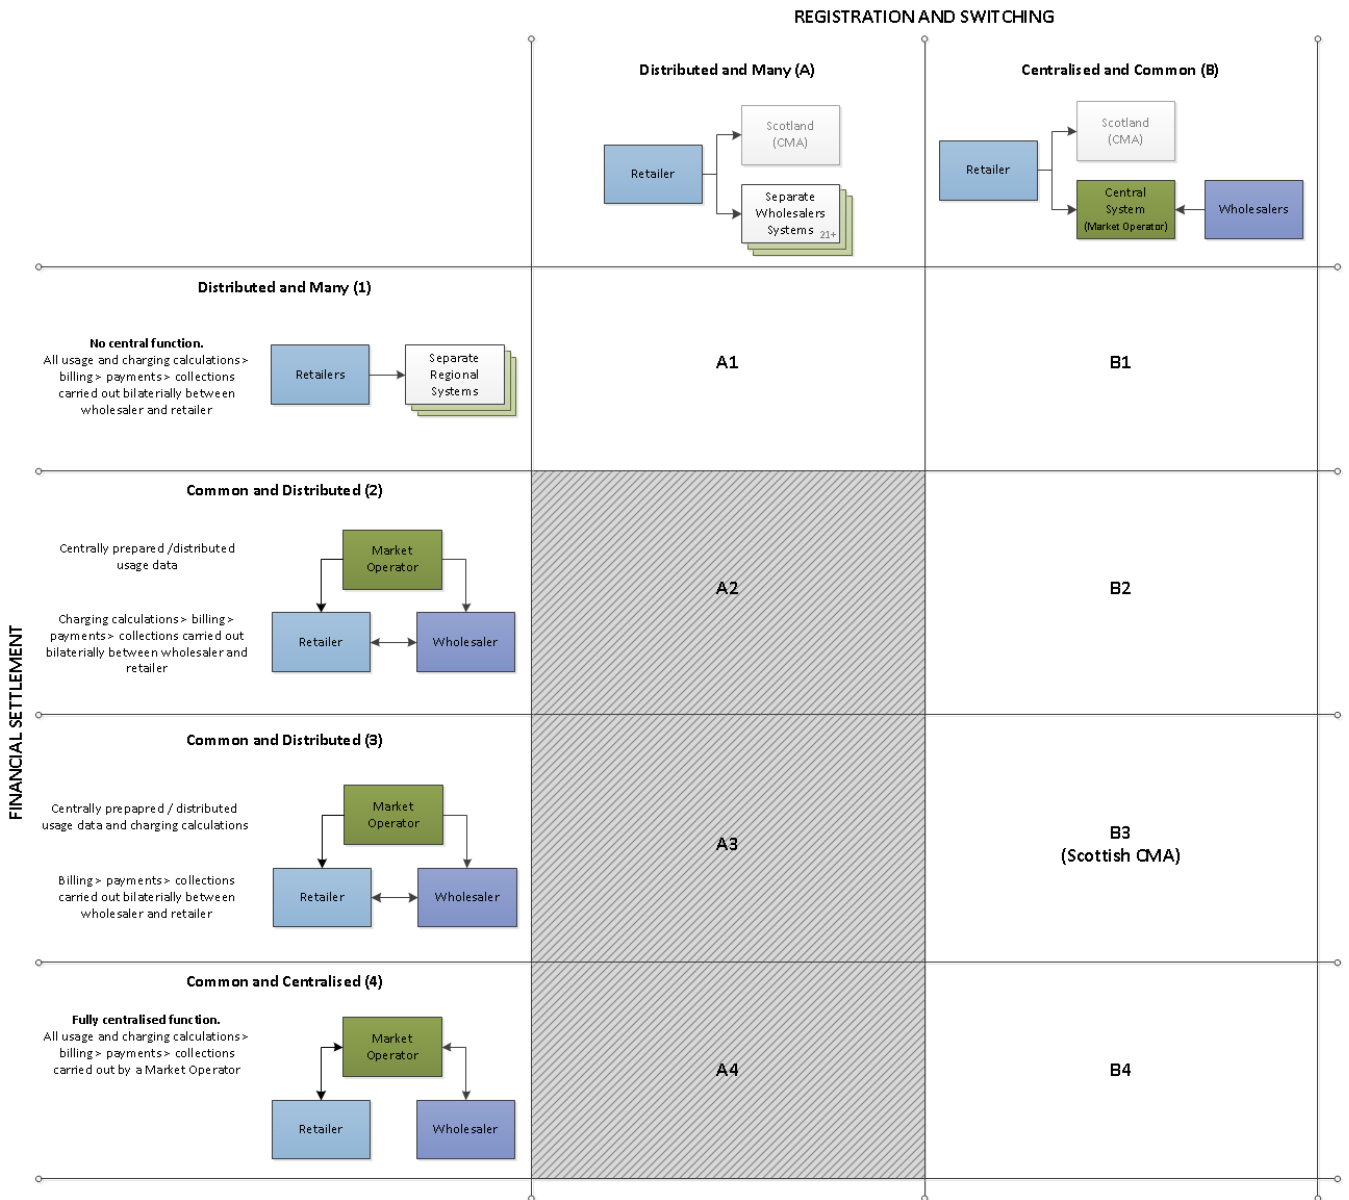 REGISTRATION AND SWITCHING
Distributed and Many (A)
Centralised and Common (B)
Retailer
Scotland
(CMA)
Separate
Wholesalers
Systems
21+
Retailer
Scotland
(CMA)
Central
System
(Market Operator)
Wholesalers
FINANCIAL SETTLEMENT
Distributed and Many (1)
No central function.
All usage and charging calculations>
billing> payments> collections
carried out bilaterially between
wholesaler and retailer
Retailers
Separate
Regional
Systems
A1
B1
Common and Distributed (2)
Centrally prepared /distributed
usage data
Charging calculations> billing>
payments> collections carried out
bilaterially between wholesaler and
retailer
Market
Operator
Retailer
Wholesaler
A2
B2
Common and Distributed (3)
Centrally prepapred / distributed
usage data and charging calculations
Billing> payments> collections
carried out bilaterially between
wholesaler and retailer
Market
Operator
Retailer
Wholesaler
A3
B3
(Scottish CMA)
Common and Centralised (4)
Fully centralised function.
All usage and charging calculations>
billing> payments> collections
carried out by a Market Operator
Market
Operator
Retailer
Wholesaler
A4
B4